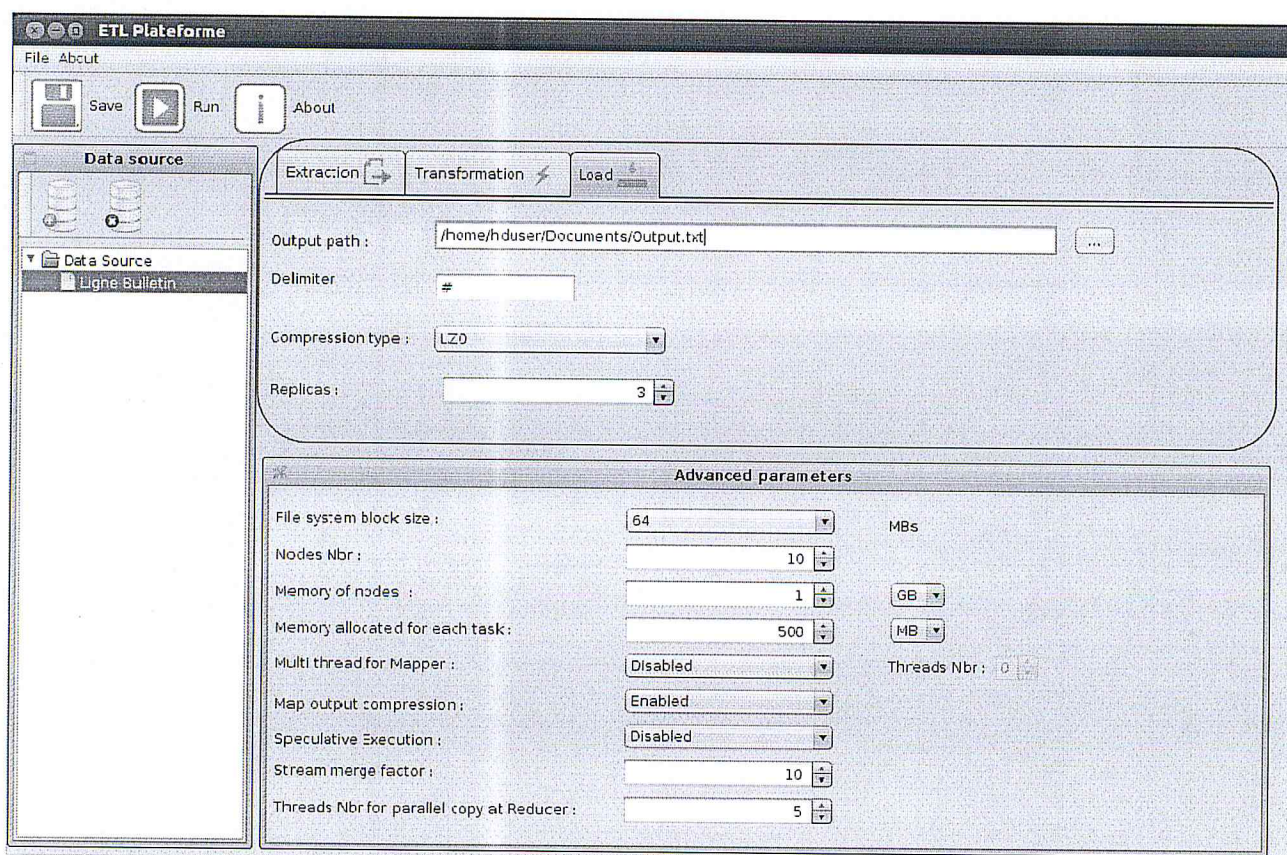 ETL Plateforme
File About
Save Run About
Data source
Data Source
Ligne Bulletin
Extraction Transformation Load
Output path : /home/hduser/Documents/Output.txt ...
Delimiter #
Compression type : LZO
Replicas : 3
Advanced parameters
File system block size : 64 MBs
Nodes Nbr : 10
Memory of nodes : 1 GB
Memory allocated for each task : 500 MB
Multi thread for Mapper : Disabled Threads Nbr : 0
Map output compression : Enabled
Speculative Execution : Disabled
Stream merge factor : 10
Threads Nbr for parallel copy at Reducer : 5